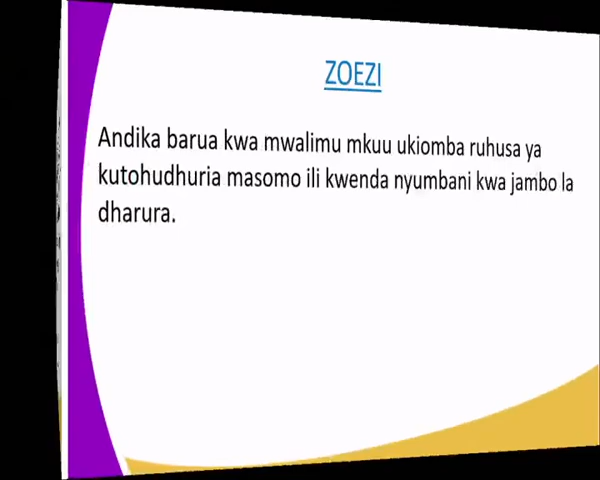 ZOEZI
Andika barua kwa mwalimu mkuu ukiomba ruhusa ya
kutohudhuria masomo ili kwenda nyumbani kwa jambo la
dharura.